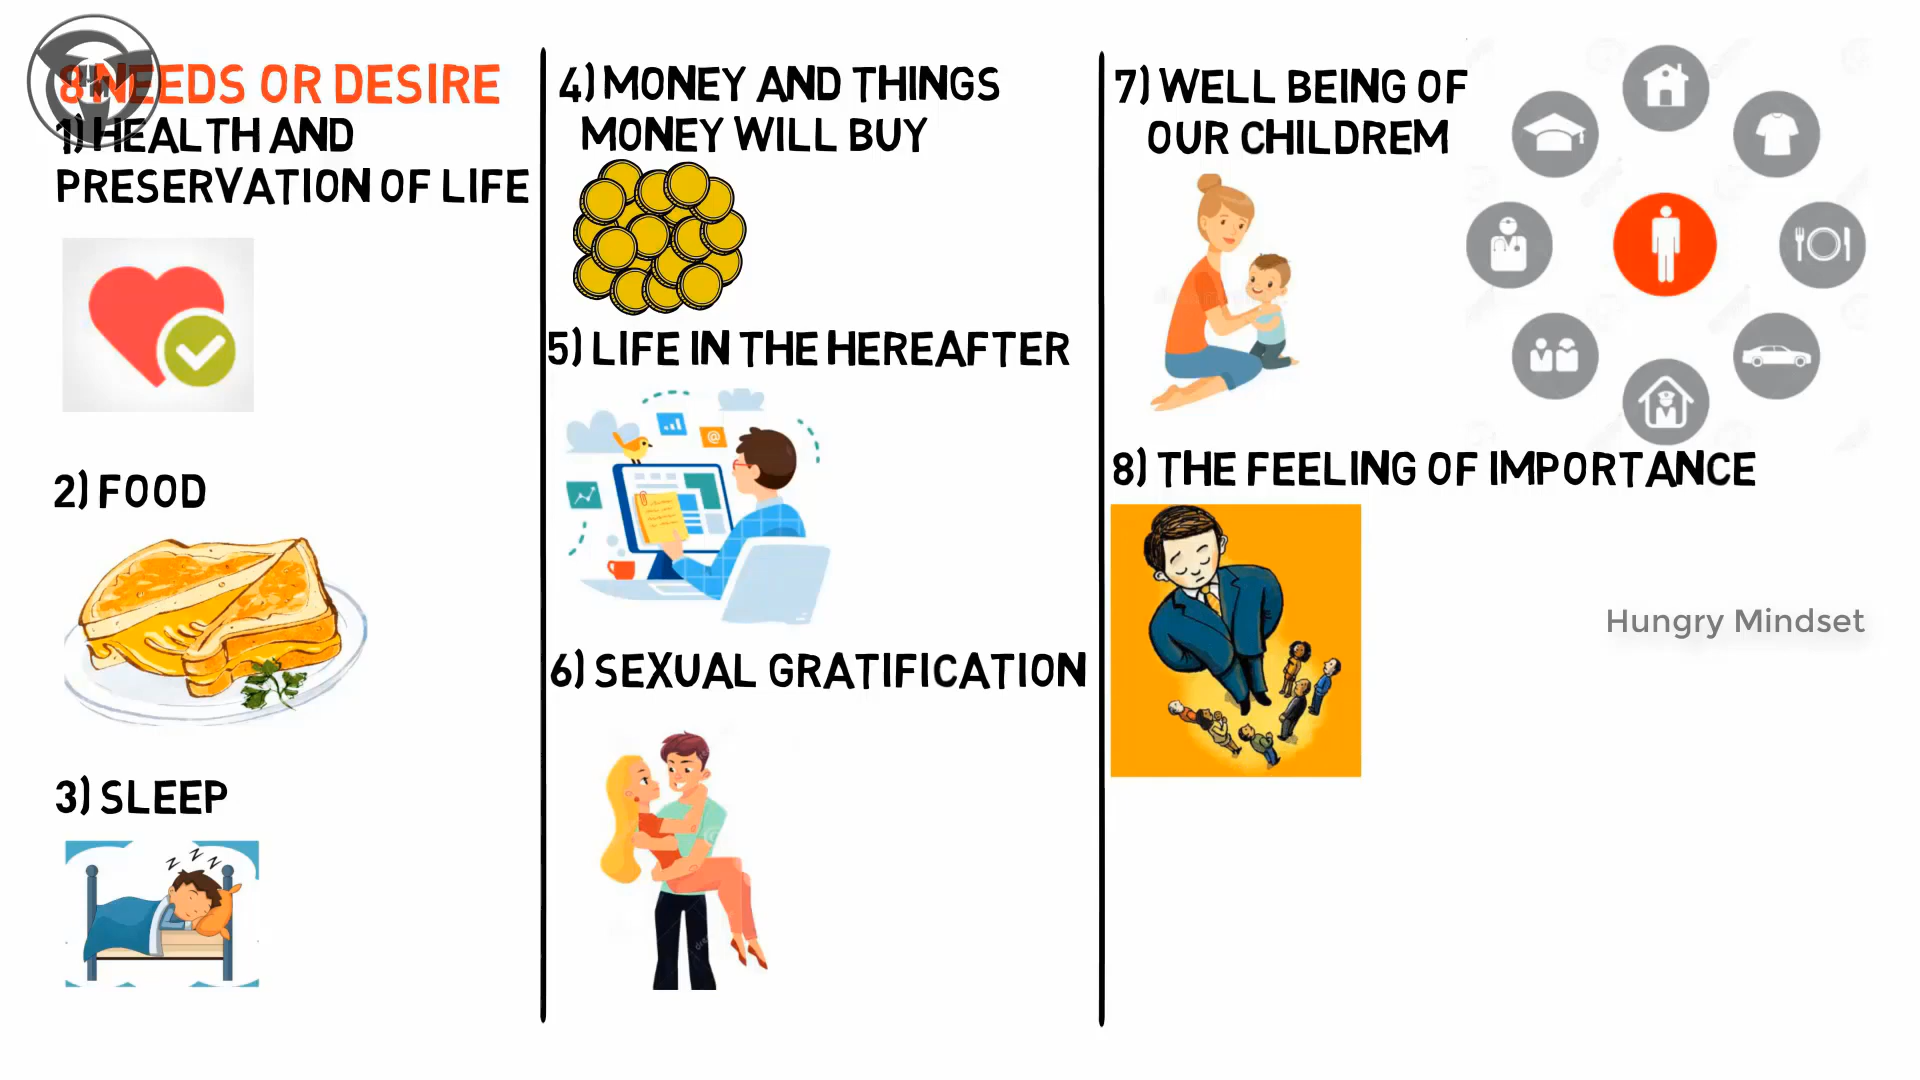 8 NEEDS OR DESIRE
1) HEALTH AND
PRESERVATION OF LIFE
2) FOOD
3) SLEEP
Z Z Z
4) MONEY AND THINGS
MONEY WILL BUY
5) LIFE IN THE HEREAFTER
@
6) SEXUAL GRATIFICATION
7) WELL BEING OF
OUR CHILDREM
8) THE FEELING OF IMPORTANCE
Hungry Mindset